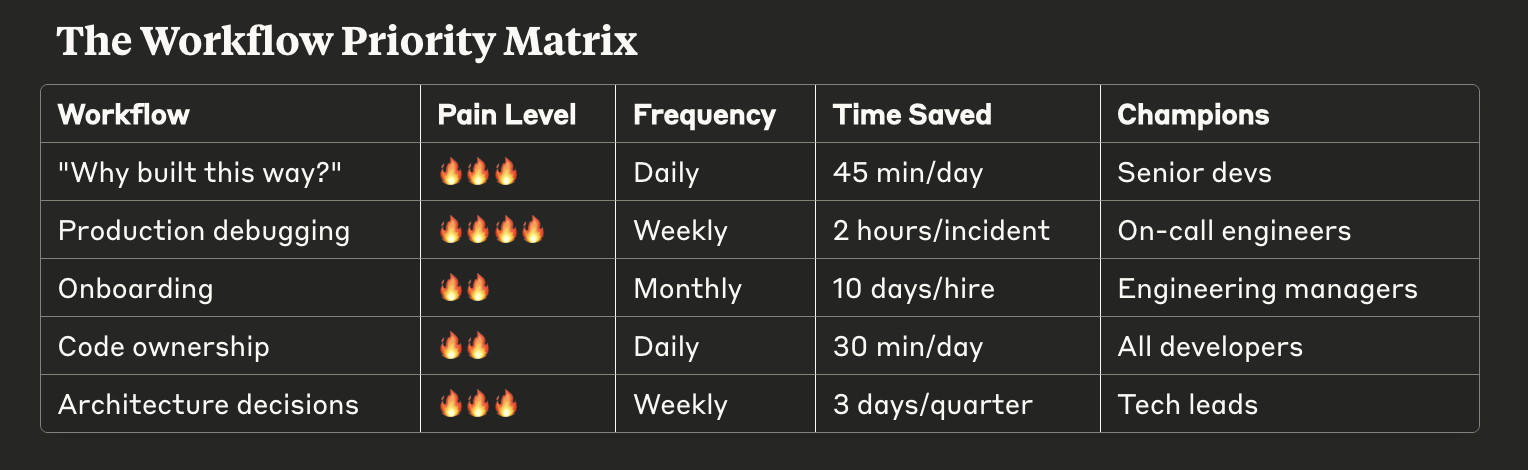 The Workflow Priority Matrix
Workflow Pain Level Frequency Time Saved Champions
"Why built this way?" 🔥🔥🔥 Daily 45 min/day Senior devs
Production debugging 🔥🔥🔥🔥 Weekly 2 hours/incident On-call engineers
Onboarding 🔥🔥 Monthly 10 days/hire Engineering managers
Code ownership 🔥🔥 Daily 30 min/day All developers
Architecture decisions 🔥🔥🔥 Weekly 3 days/quarter Tech leads